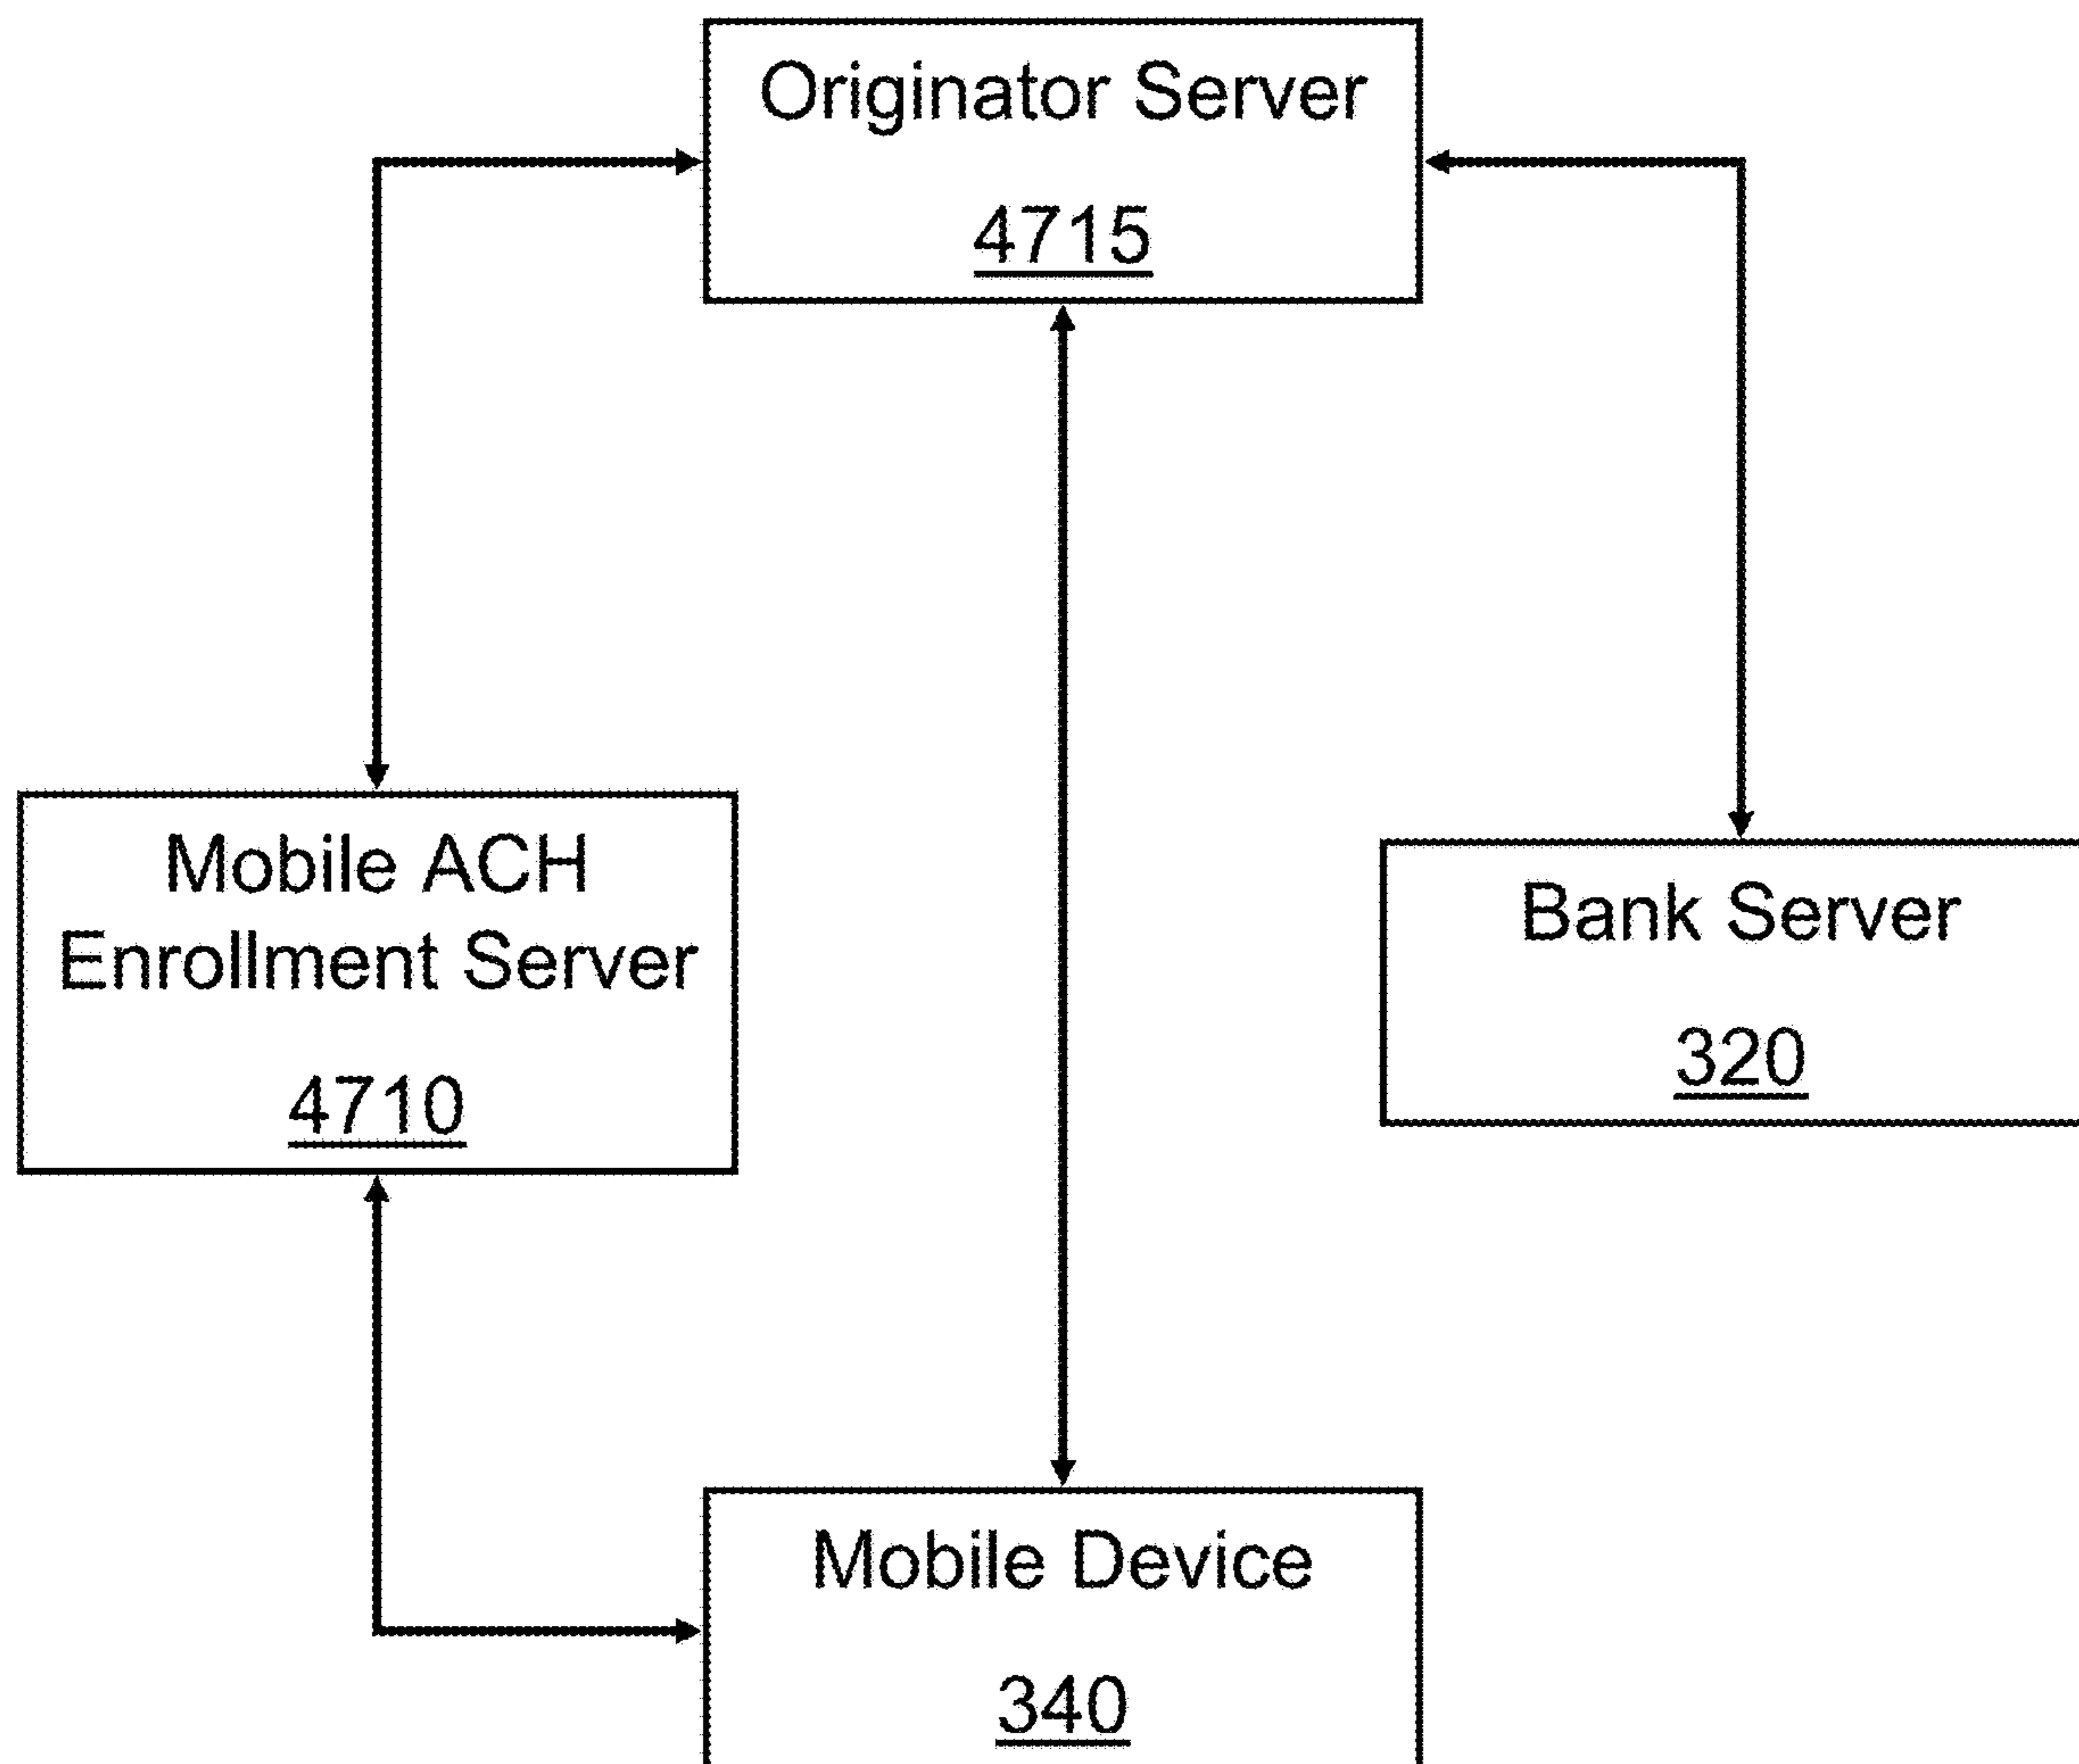 Originator Server
4715
Mobile ACH
Enrollment Server
4710
Bank Server
320
Mobile Device
340